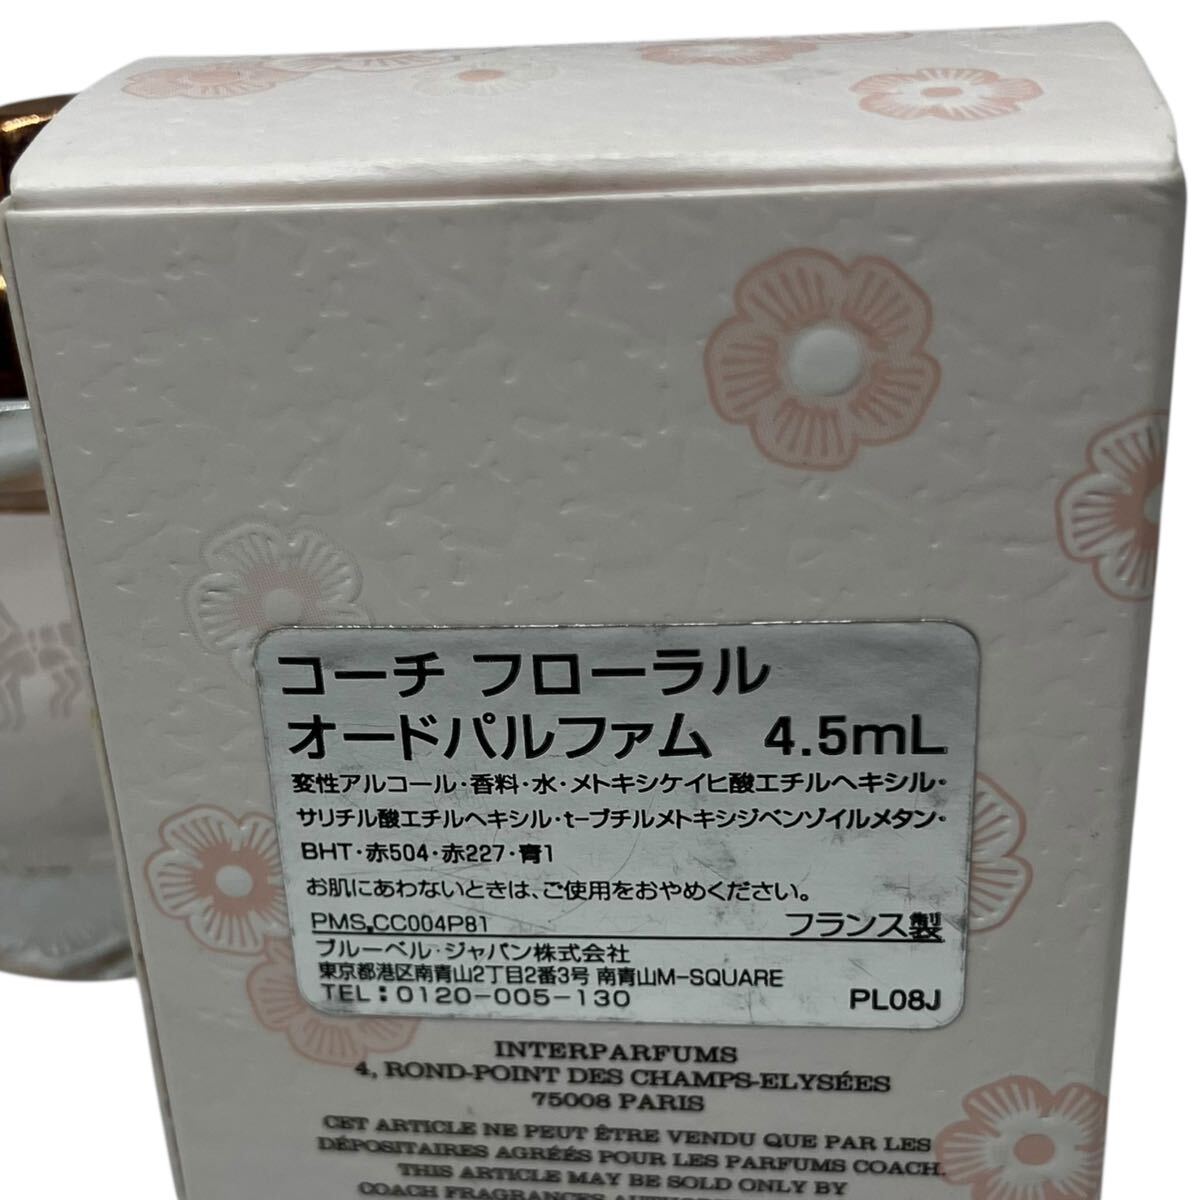 コーチ フローラル
オードパルファム 4.5mL
変性アルコール・香料・水・メトキシケイヒ酸エチルヘキシル・
サリチル酸エチルヘキシル・t-ブチルメトキシジベンゾイルメタン・
BHT・赤504・赤227・青1
お肌にあわないときは、ご使用をおやめください。
PMS.CC004P81 フランス製
ブルーベル・ジャパン株式会社
東京都港区南青山2丁目2番3号 南青山M-SQUARE
TEL:0120-005-130 PL08J
INTERPARFUMS
4, ROND-POINT DES CHAMPS-ELYSÉES
75008 PARIS
CET ARTICLE NE PEUT ÊTRE VENDU QUE PAR LES
DÉPOSITAIRES AGRÉÉS POUR LES PARFUMS COACH.
THIS ARTICLE MAY BE SOLD ONLY BY
COACH FRAGRANCES